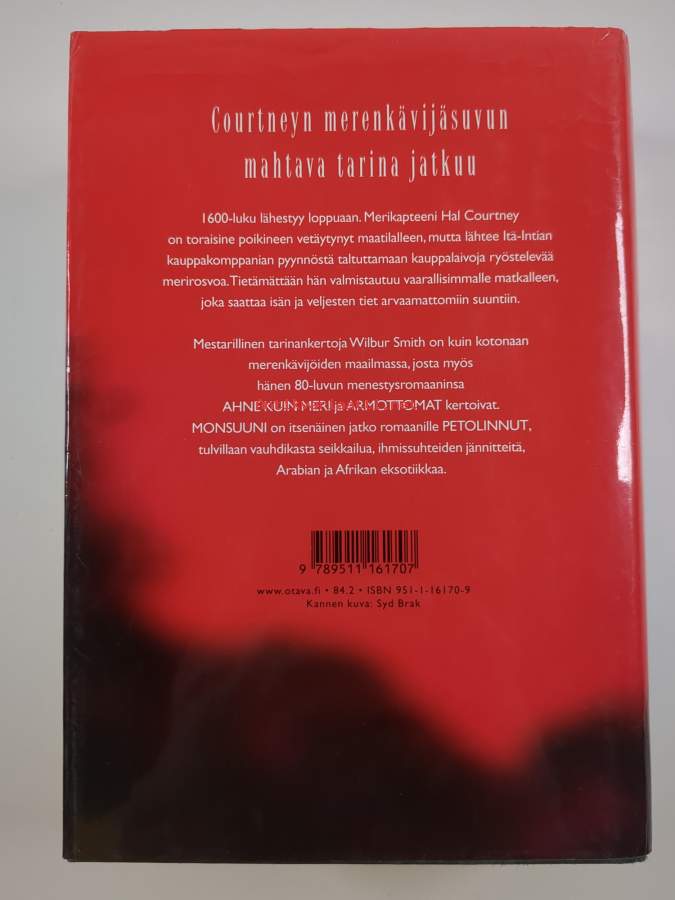 Courtneyn merenkävijäsuvun
mahtava tarina jatkuu
1600-luku lähestyy loppuaan. Merikapteeni Hal Courtney
on toraisine poikineen vetäytynyt maatilalleen, mutta lähtee Itä-Intian
kauppakomppanian pyynnöstä taltuttamaan kauppalaivoja ryöstelevää
merirosvoa. Tietämättään hän valmistautuu vaarallisimmalle matkalleen,
joka saattaa isän ja veljesten tiet arvaamattomiin suuntiin.
Mestarillinen tarinankertoja Wilbur Smith on kuin kotonaan
merenkävijöiden maailmassa, josta myös
hänen 80-luvun menestysromaaninsa
AHNE KUIN MERI ja ARMOTTOMAT kertoivat.
MONSUUNI on itsenäinen jatko romaanille PETOLINNUT,
tulvillaan vauhdikasta seikkailua, ihmissuhteiden jännitteitä,
Arabian ja Afrikan eksotiikkaa.
9 789511 161707
www.otava.fi • 84.2 • ISBN 951-1-16170-9
Kannen kuva: Syd Brak